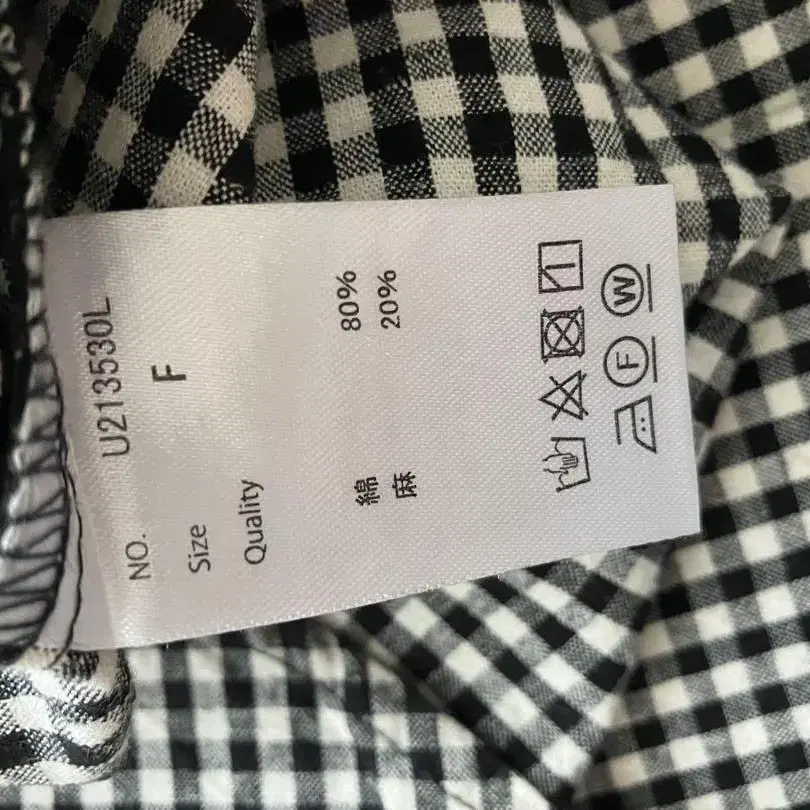 NO. U213530L
Size F
Quality
綿 80%
麻 20%
F W